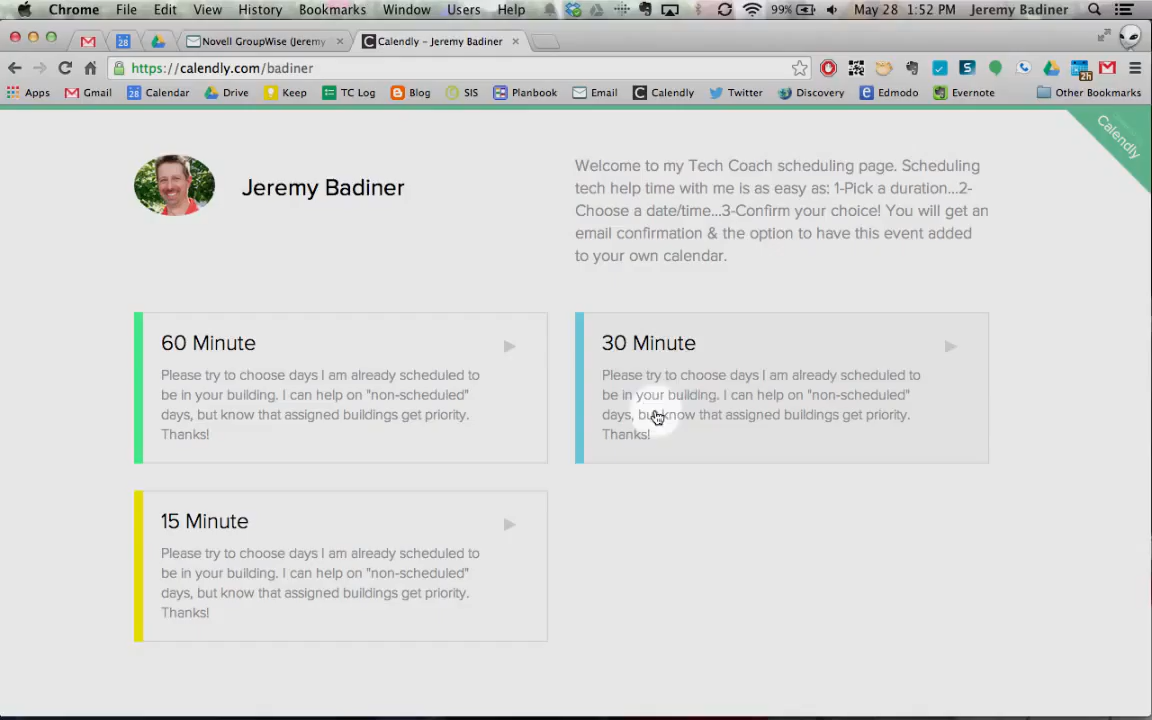 Chrome File Edit View History Bookmarks Window Users Help 99% May 28 1:52 PM Jeremy Badiner
28 Novell GroupWise (Jeremy × Calendly - Jeremy Badiner ×
https://calendly.com/badiner 2h
Apps Gmail 28 Calendar Drive Keep TC Log Blog SIS Planbook Email Calendly Twitter Discovery Edmodo Evernote Other Bookmarks
Calendly
Jeremy Badiner
Welcome to my Tech Coach scheduling page. Scheduling
tech help time with me is as easy as: 1-Pick a duration...2-
Choose a date/time...3-Confirm your choice! You will get an
email confirmation & the option to have this event added
to your own calendar.
60 Minute
Please try to choose days I am already scheduled to
be in your building. I can help on "non-scheduled"
days, but know that assigned buildings get priority.
Thanks!
30 Minute
Please try to choose days I am already scheduled to
be in your building. I can help on "non-scheduled"
days, but know that assigned buildings get priority.
Thanks!
15 Minute
Please try to choose days I am already scheduled to
be in your building. I can help on "non-scheduled"
days, but know that assigned buildings get priority.
Thanks!